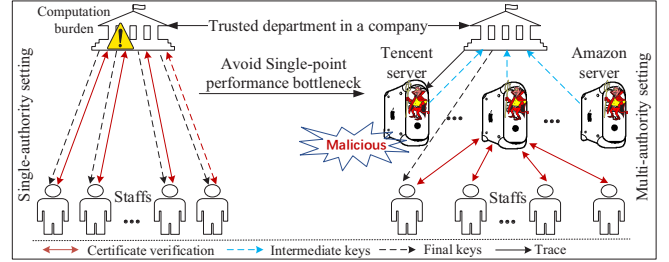 Computation
burden
Trusted department in a company
Single-authority setting
Avoid Single-point
performance bottleneck
Tencent
server
Amazon
server
Malicious
Multi-authority setting
Staffs
Staffs
Certificate verification
Intermediate keys
Final keys
Trace